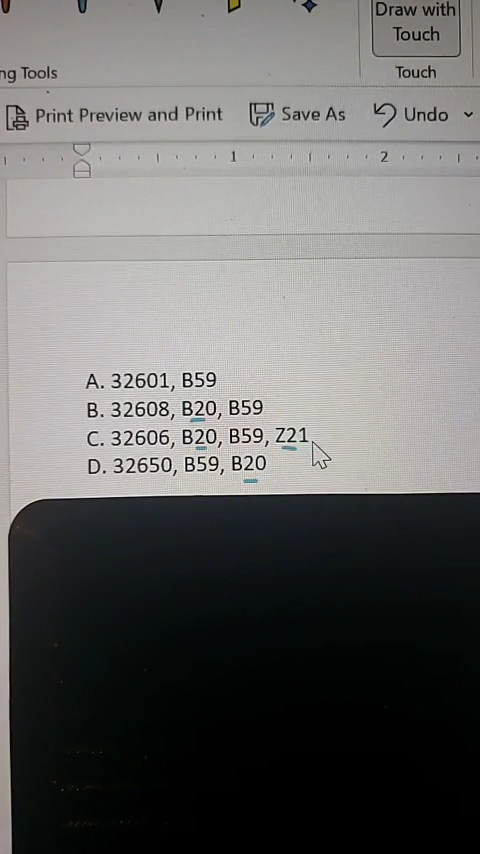 Draw with
Touch
ng Tools
Touch
Print Preview and Print
Save As
Undo
1
2
A. 32601, B59
B. 32608, B20, B59
C. 32606, B20, B59, Z21
D. 32650, B59, B20